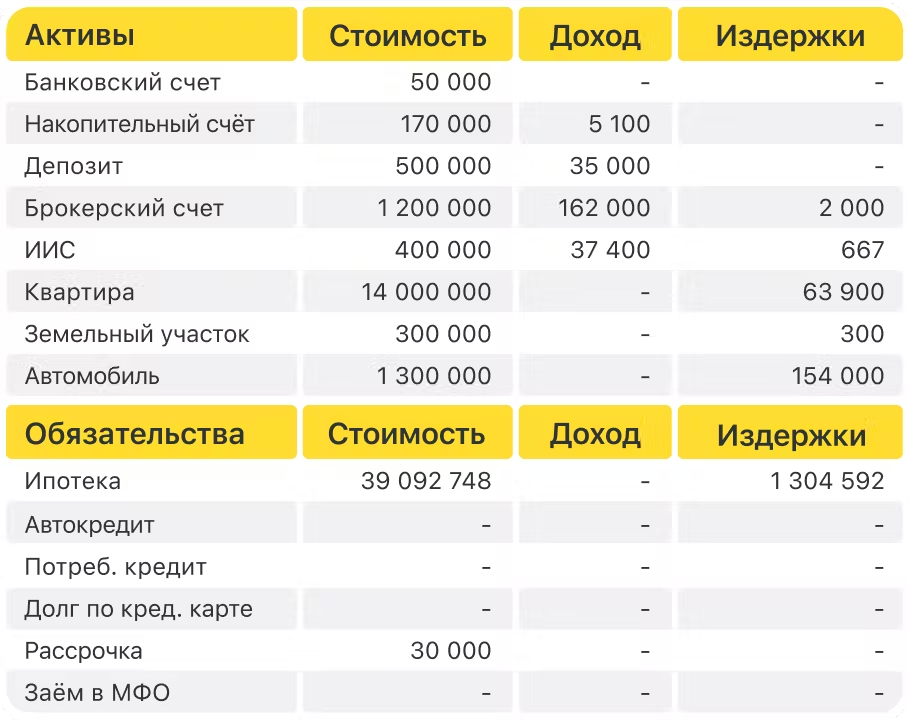 Активы Стоимость Доход Издержки
Банковский счет 50 000 - -
Накопительный счёт 170 000 5 100 -
Депозит 500 000 35 000 -
Брокерский счет 1 200 000 162 000 2 000
ИИС 400 000 37 400 667
Квартира 14 000 000 - 63 900
Земельный участок 300 000 - 300
Автомобиль 1 300 000 - 154 000
Обязательства Стоимость Доход Издержки
Ипотека 39 092 748 - 1 304 592
Автокредит - - -
Потреб. кредит - - -
Долг по кред. карте - - -
Рассрочка 30 000 - -
Заём в МФО - - -